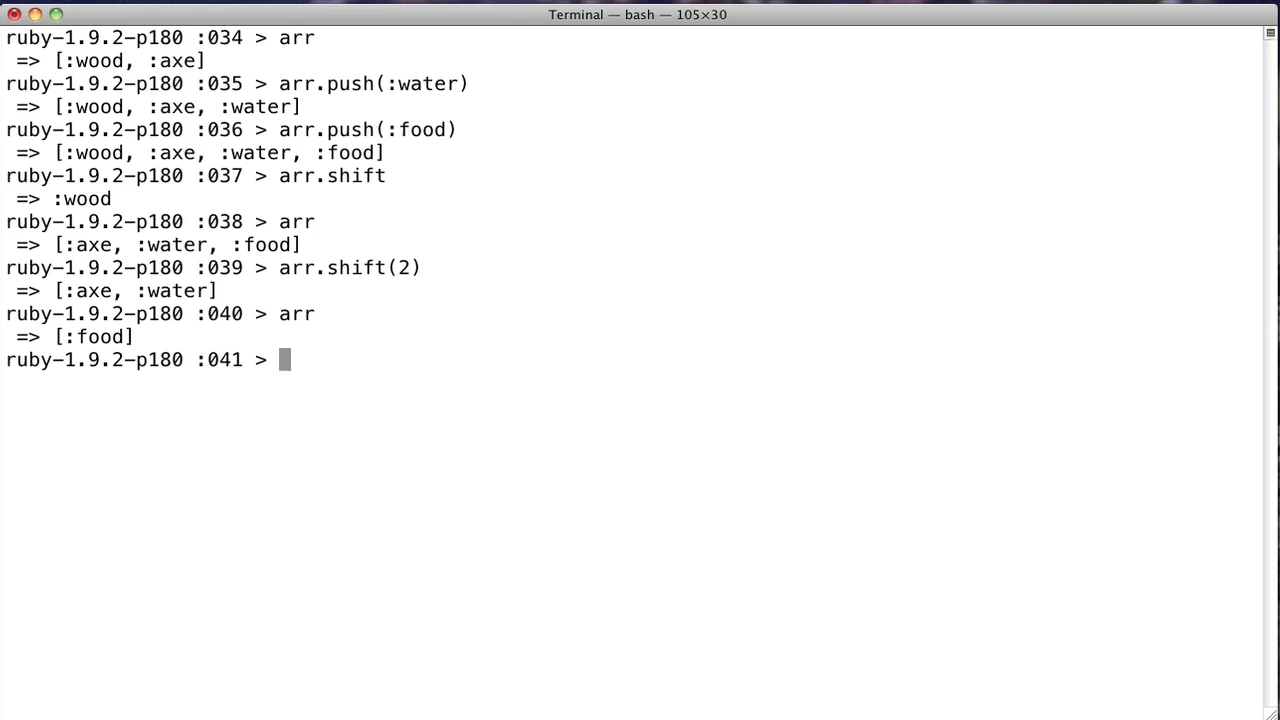 Terminal — bash — 105×30
ruby-1.9.2-p180 :034 > arr
 => [:wood, :axe]
ruby-1.9.2-p180 :035 > arr.push(:water)
 => [:wood, :axe, :water]
ruby-1.9.2-p180 :036 > arr.push(:food)
 => [:wood, :axe, :water, :food]
ruby-1.9.2-p180 :037 > arr.shift
 => :wood
ruby-1.9.2-p180 :038 > arr
 => [:axe, :water, :food]
ruby-1.9.2-p180 :039 > arr.shift(2)
 => [:axe, :water]
ruby-1.9.2-p180 :040 > arr
 => [:food]
ruby-1.9.2-p180 :041 >